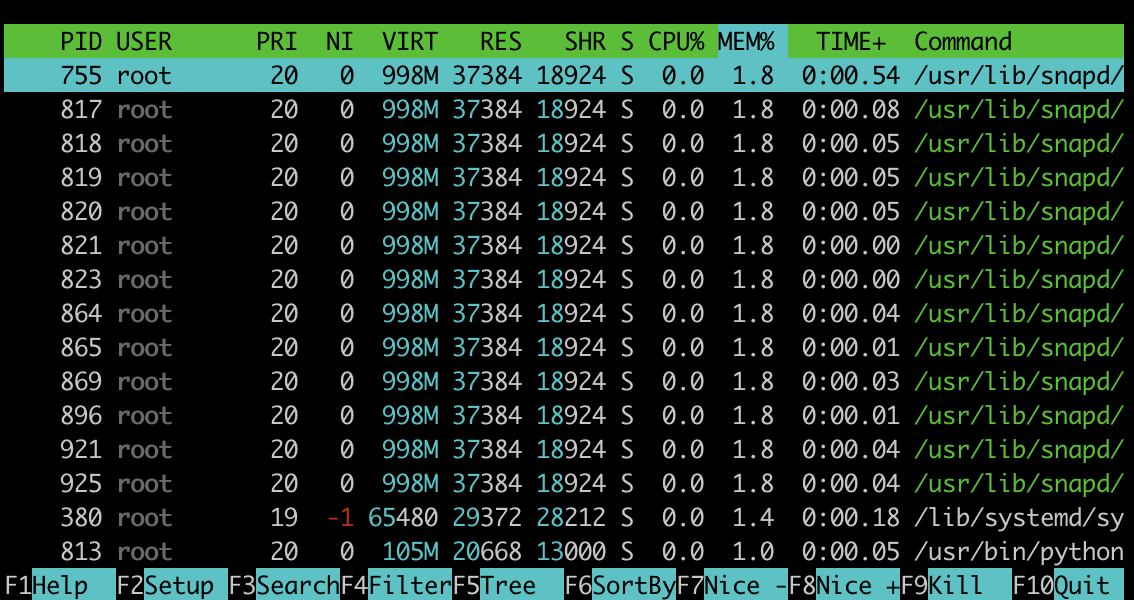 PID USER PRI NI VIRT RES SHR S CPU% MEM% TIME+ Command
755 root 20 0 998M 37384 18924 S 0.0 1.8 0:00.54 /usr/lib/snapd/
817 root 20 0 998M 37384 18924 S 0.0 1.8 0:00.08 /usr/lib/snapd/
818 root 20 0 998M 37384 18924 S 0.0 1.8 0:00.05 /usr/lib/snapd/
819 root 20 0 998M 37384 18924 S 0.0 1.8 0:00.05 /usr/lib/snapd/
820 root 20 0 998M 37384 18924 S 0.0 1.8 0:00.05 /usr/lib/snapd/
821 root 20 0 998M 37384 18924 S 0.0 1.8 0:00.00 /usr/lib/snapd/
823 root 20 0 998M 37384 18924 S 0.0 1.8 0:00.00 /usr/lib/snapd/
864 root 20 0 998M 37384 18924 S 0.0 1.8 0:00.04 /usr/lib/snapd/
865 root 20 0 998M 37384 18924 S 0.0 1.8 0:00.01 /usr/lib/snapd/
869 root 20 0 998M 37384 18924 S 0.0 1.8 0:00.03 /usr/lib/snapd/
896 root 20 0 998M 37384 18924 S 0.0 1.8 0:00.01 /usr/lib/snapd/
921 root 20 0 998M 37384 18924 S 0.0 1.8 0:00.04 /usr/lib/snapd/
925 root 20 0 998M 37384 18924 S 0.0 1.8 0:00.04 /usr/lib/snapd/
380 root 19 -1 65480 29372 28212 S 0.0 1.4 0:00.18 /lib/systemd/sy
813 root 20 0 105M 20668 13000 S 0.0 1.0 0:00.05 /usr/bin/python
F1Help F2Setup F3SearchF4FilterF5Tree F6SortByF7Nice -F8Nice +F9Kill F10Quit